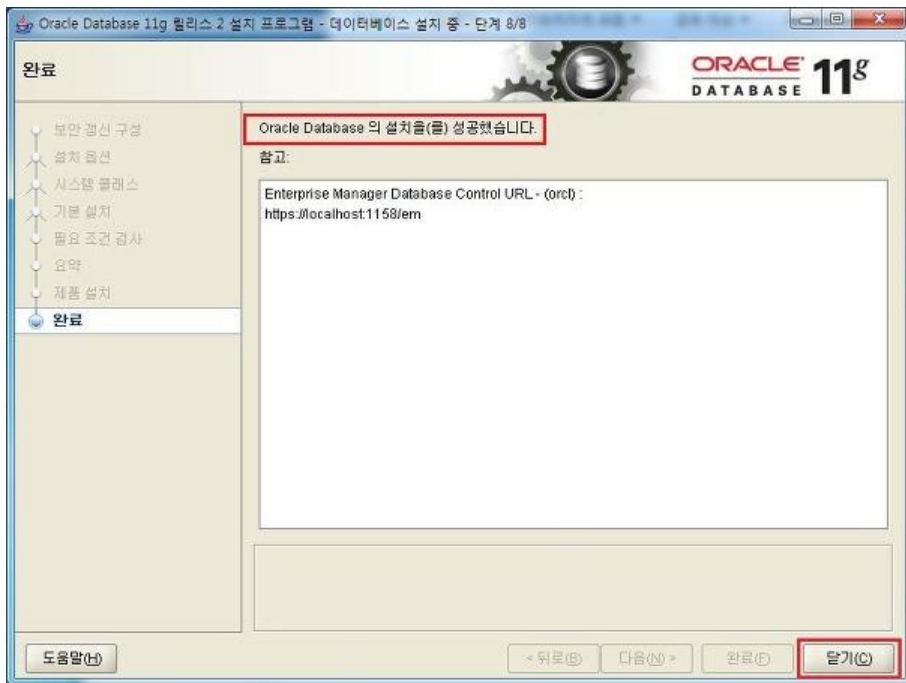 Oracle Database 11g 릴리스 2 설치 프로그램 - 데이터베이스 설치 중 - 단계 8/8
완료
ORACLE DATABASE 11g
보안 갱신 구성
설치 옵션
시스템 클래스
기본 설치
필요 조건 검사
요약
제품 설치
완료
Oracle Database 의 설치을(를) 성공했습니다.
참고:
Enterprise Manager Database Control URL - (orcl) :
https://localhost:1158/em
도움말(H)
< 뒤로(B)
다음(N) >
완료(F)
닫기(C)